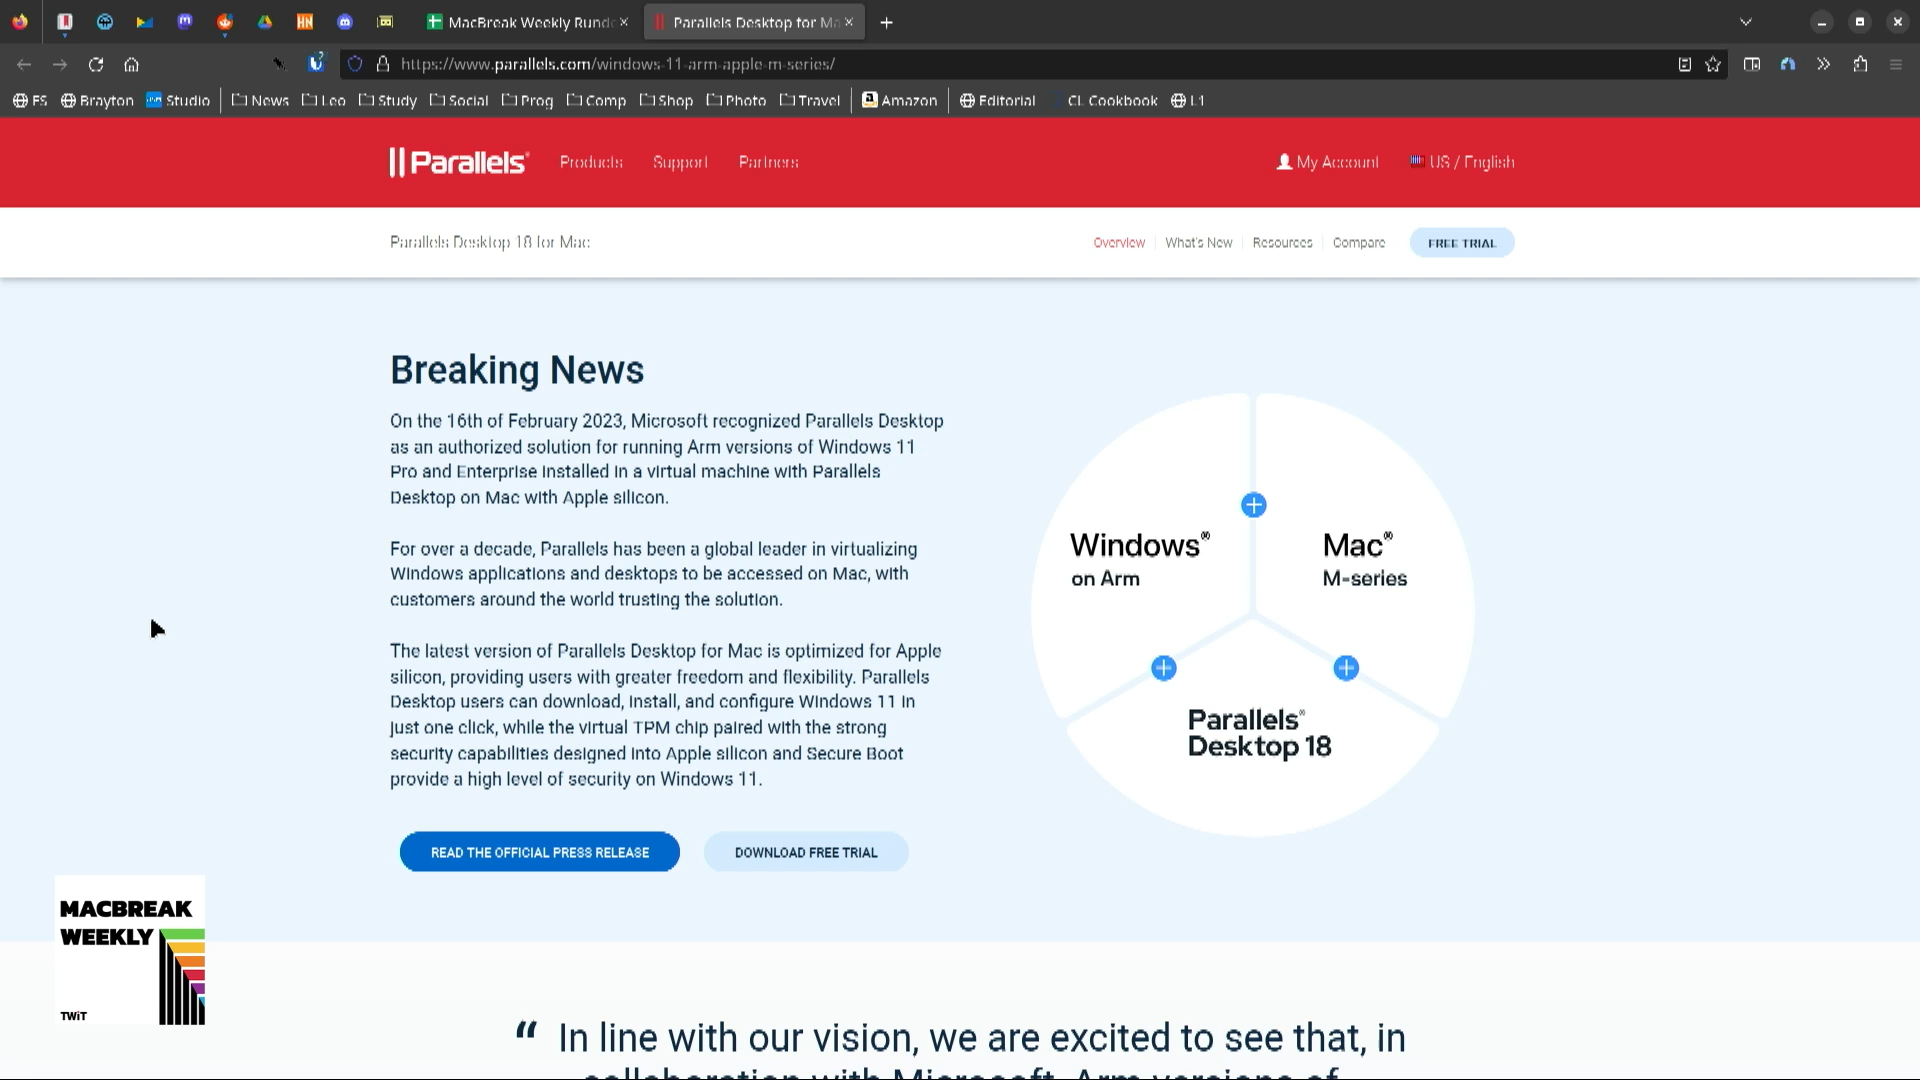 MacBreak Weekly Rund
Parallels Desktop for Ma
https://www.parallels.com/windows-11-arm-apple-m-series/
FS Brayton Studio News Leo Study Social Prog Comp Shop Photo Travel Amazon Editorial CL Cookbook L1
Parallels Products Support Partners My Account US / English
Parallels Desktop 18 for Mac Overview What's New Resources Compare FREE TRIAL
Breaking News
On the 16th of February 2023, Microsoft recognized Parallels Desktop
as an authorized solution for running Arm versions of Windows 11
Pro and Enterprise installed in a virtual machine with Parallels
Desktop on Mac with Apple silicon.
For over a decade, Parallels has been a global leader in virtualizing
Windows applications and desktops to be accessed on Mac, with
customers around the world trusting the solution.
The latest version of Parallels Desktop for Mac is optimized for Apple
silicon, providing users with greater freedom and flexibility. Parallels
Desktop users can download, install, and configure Windows 11 in
just one click, while the virtual TPM chip paired with the strong
security capabilities designed into Apple silicon and Secure Boot
provide a high level of security on Windows 11.
READ THE OFFICIAL PRESS RELEASE DOWNLOAD FREE TRIAL
Windows®
on Arm
Mac®
M-series
Parallels®
Desktop 18
MACBREAK
WEEKLY
TWiT
“ In line with our vision, we are excited to see that, in
collaboration with Microsoft, Arm versions of